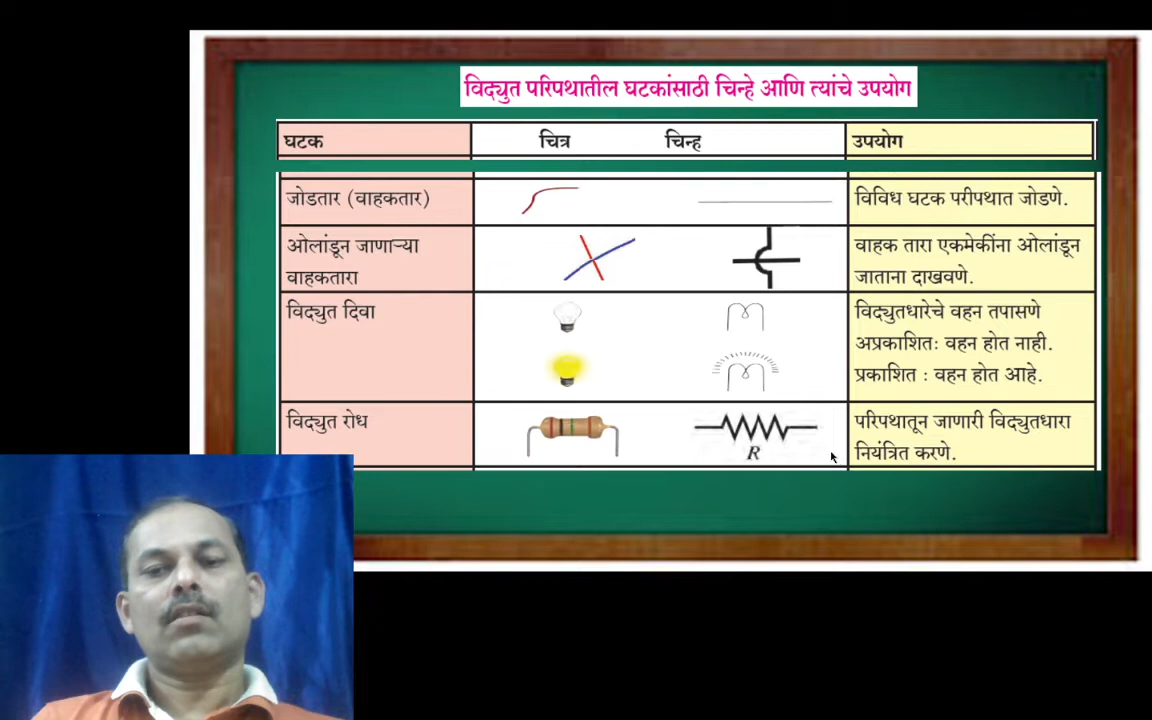 विद्युत परिपथातील घटकांसाठी चिन्हे आणि त्यांचे उपयोग
घटक चित्र चिन्ह उपयोग
जोडतार (वाहकतार) विविध घटक परीपथात जोडणे.
ओलांडून जाणाऱ्या वाहक तारा एकमेकींना ओलांडून
वाहकतारा जाताना दाखवणे.
विद्युत दिवा विद्युतधारेचे वहन तपासणे
अप्रकाशितः वहन होत नाही.
प्रकाशित : वहन होत आहे.
विद्युत रोध परिपथातून जाणारी विद्युतधारा
R नियंत्रित करणे.